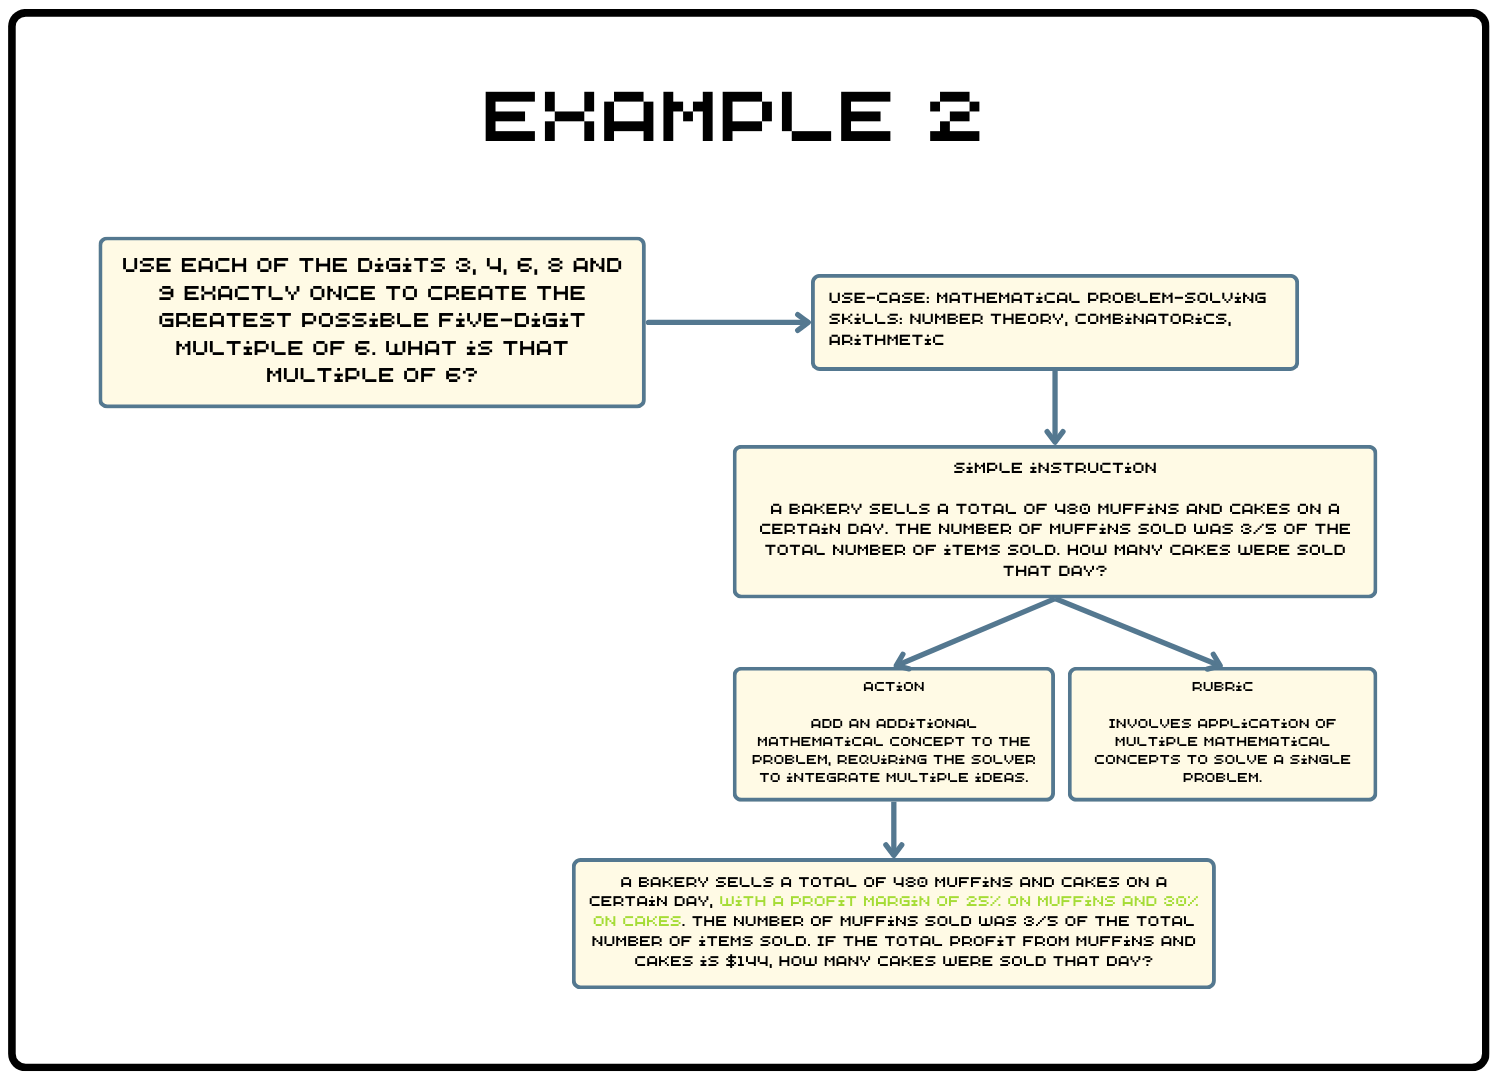 EXAMPLE 2
USE EACH OF THE DiGiTS 3, 4, 6, 8 AND
9 EXACTLY ONCE TO CREATE THE
GREATEST POSSiBLE FiVE-DiGiT
MULTiPLE OF 6. WHAT iS THAT
MULTiPLE OF 6?
USE-CASE: MATHEMATiCAL PROBLEM-SOLViNG
SKiLLS: NUMBER THEORY, COMBiNATORiCS,
ARiTHMETiC
SiMPLE iNSTRUCTiON
A BAKERY SELLS A TOTAL OF 480 MUFFiNS AND CAKES ON A
CERTAiN DAY. THE NUMBER OF MUFFiNS SOLD WAS 3/5 OF THE
TOTAL NUMBER OF iTEMS SOLD. HOW MANY CAKES WERE SOLD
THAT DAY?
ACTiON
ADD AN ADDiTiONAL
MATHEMATiCAL CONCEPT TO THE
PROBLEM, REQUiRiNG THE SOLVER
TO iNTEGRATE MULTiPLE iDEAS.
RUBRiC
INVOLVES APPLiCATiON OF
MULTiPLE MATHEMATiCAL
CONCEPTS TO SOLVE A SiNGLE
PROBLEM.
A BAKERY SELLS A TOTAL OF 480 MUFFiNS AND CAKES ON A
CERTAiN DAY, WiTH A PROFiT MARGiN OF 25% ON MUFFiNS AND 30%
ON CAKES. THE NUMBER OF MUFFiNS SOLD WAS 3/5 OF THE TOTAL
NUMBER OF iTEMS SOLD. IF THE TOTAL PROFiT FROM MUFFiNS AND
CAKES iS $144, HOW MANY CAKES WERE SOLD THAT DAY?